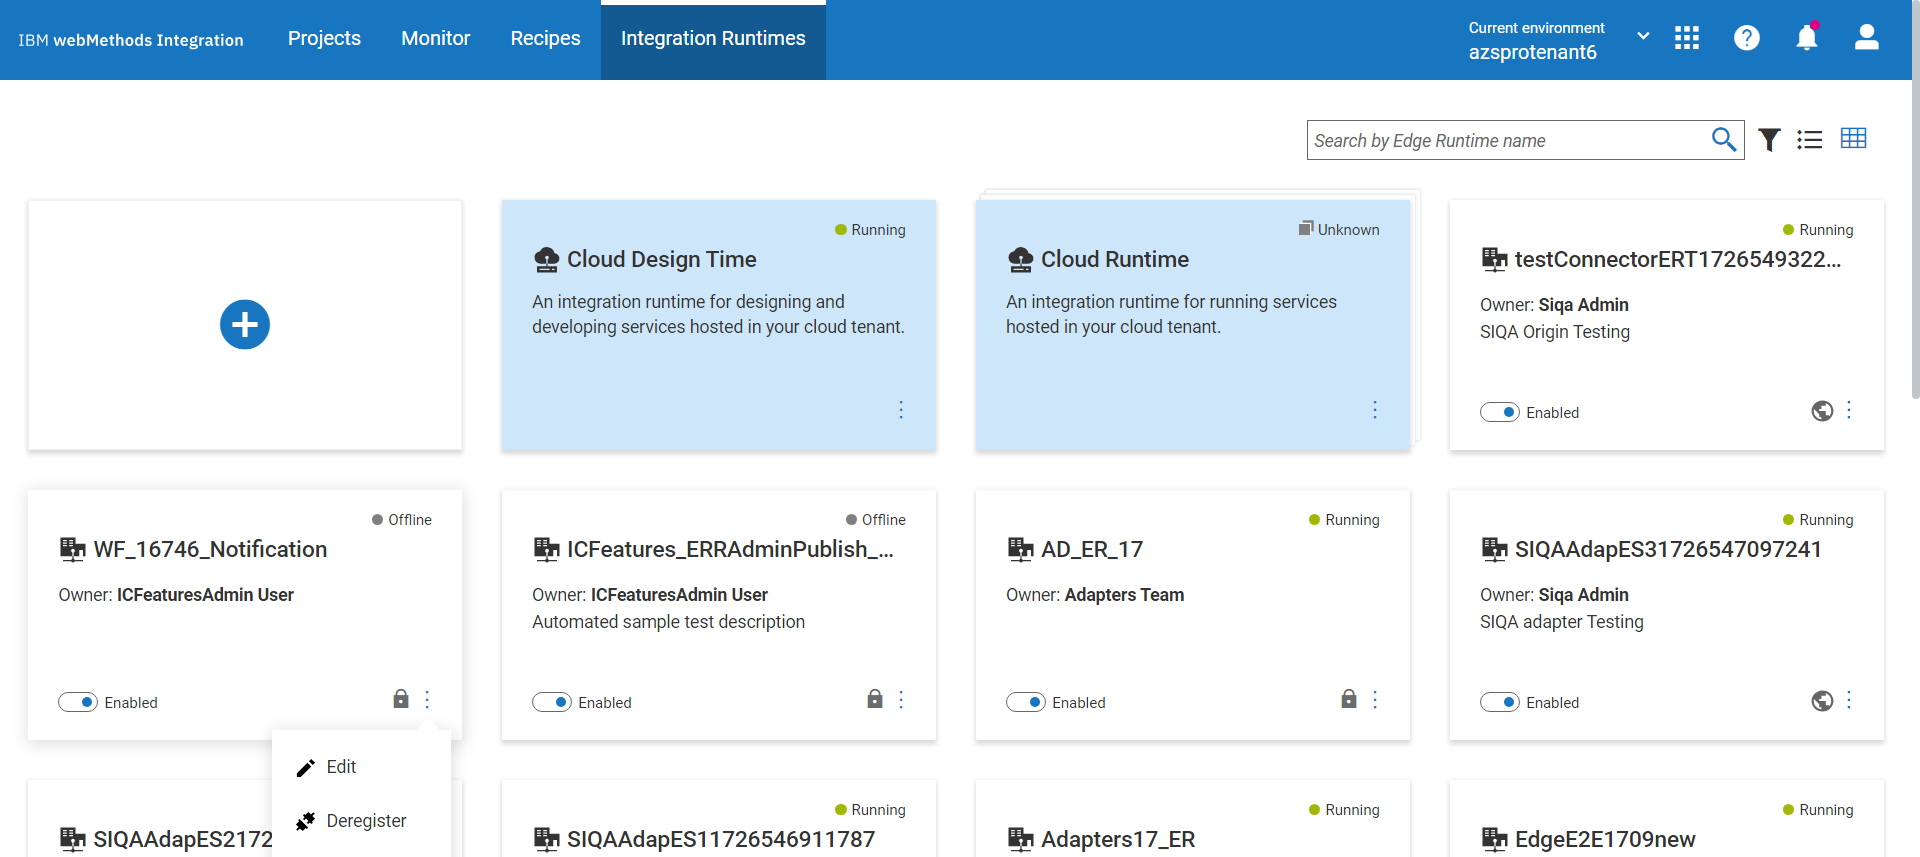 IBM webMethods Integration
Projects
Monitor
Recipes
Integration Runtimes
Current environment
azsprotenant6
Search by Edge Runtime name
Running
Cloud Design Time
An integration runtime for designing and
developing services hosted in your cloud tenant.
Unknown
Cloud Runtime
An integration runtime for running services
hosted in your cloud tenant.
Running
testConnectorERT1726549322...
Owner: Siqa Admin
SIQA Origin Testing
Enabled
Offline
WF_16746_Notification
Owner: ICFeaturesAdmin User
Enabled
Offline
ICFeatures_ERRAdminPublish_...
Owner: ICFeaturesAdmin User
Automated sample test description
Enabled
Running
AD_ER_17
Owner: Adapters Team
Enabled
Running
SIQAAdapES31726547097241
Owner: Siqa Admin
SIQA adapter Testing
Enabled
Edit
Deregister
SIQAAdapES2172
Running
SIQAAdapES11726546911787
Running
Adapters17_ER
Running
EdgeE2E1709new